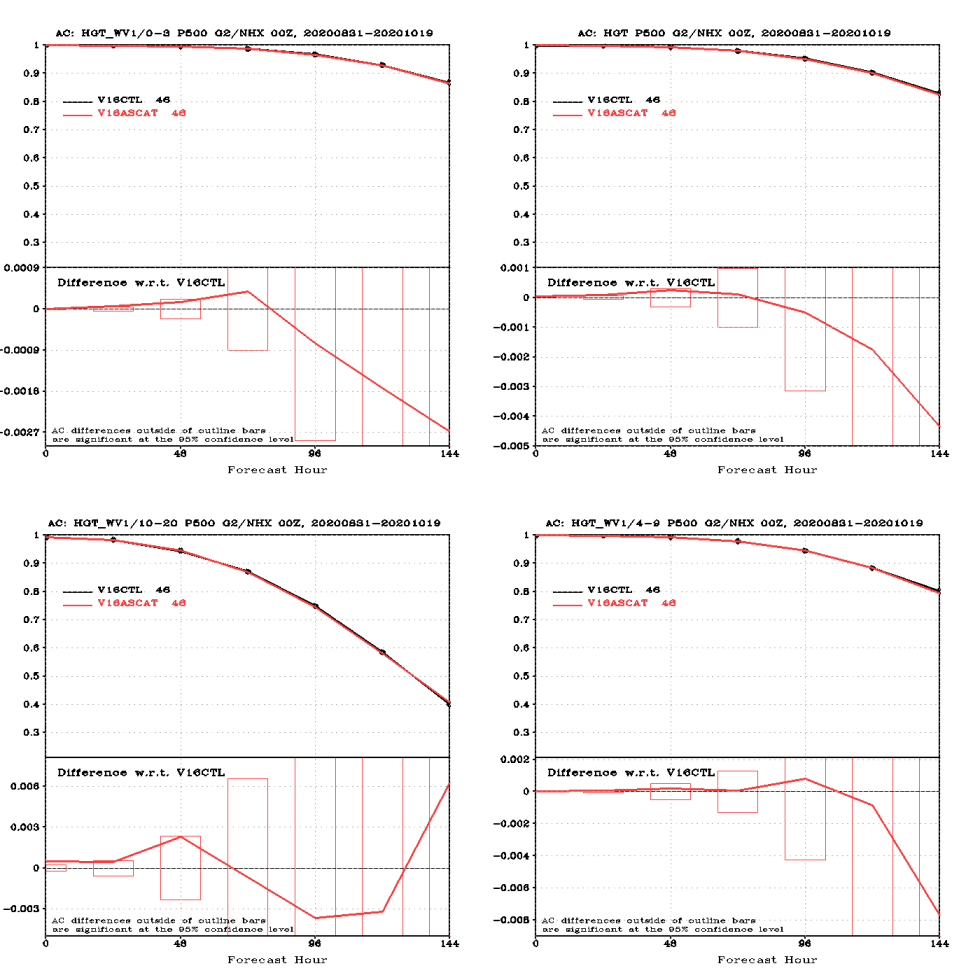 AC: HGT_WV1/0-3 P500 G2/NHX 00Z, 20200831-20201019
1
0.9
0.8
0.7
0.6
0.5
0.4
0.3
V16CTL 46
V16ASCAT 46
0.0009
0
-0.0009
-0.0018
-0.0027
Difference w.r.t. V16CTL
AC differences outside of outline bars
are significant at the 95% confidence level
0 48 96 144
Forecast Hour
AC: HGT P500 G2/NHX 00Z, 20200831-20201019
1
0.9
0.8
0.7
0.6
0.5
0.4
0.3
V16CTL 46
V16ASCAT 46
0.001
0
-0.001
-0.002
-0.003
-0.004
-0.005
Difference w.r.t. V16CTL
AC differences outside of outline bars
are significant at the 95% confidence level
0 48 96 144
Forecast Hour
AC: HGT_WV1/10-20 P500 G2/NHX 00Z, 20200831-20201019
1
0.9
0.8
0.7
0.6
0.5
0.4
0.3
V16CTL 46
V16ASCAT 46
0.006
0.003
0
-0.003
Difference w.r.t. V16CTL
AC differences outside of outline bars
are significant at the 95% confidence level
0 48 96 144
Forecast Hour
AC: HGT_WV1/4-9 P500 G2/NHX 00Z, 20200831-20201019
1
0.9
0.8
0.7
0.6
0.5
0.4
0.3
V16CTL 46
V16ASCAT 46
0.002
0
-0.002
-0.004
-0.006
-0.008
Difference w.r.t. V16CTL
AC differences outside of outline bars
are significant at the 95% confidence level
0 48 96 144
Forecast Hour